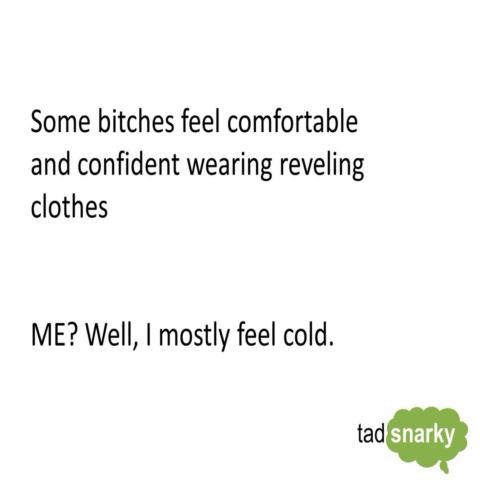 Some bitches feel comfortable
and confident wearing reveling
clothes
ME? Well, I mostly feel cold.
tad snarky